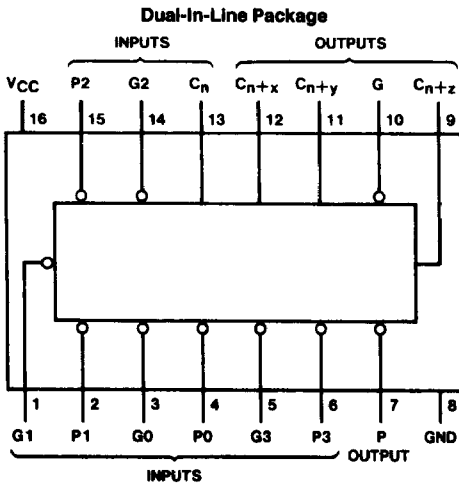 Dual-In-Line Package
INPUTS OUTPUTS
VCC P2 G2 Cn Cn+x Cn+y G Cn+z
16 15 14 13 12 11 10 9
1 2 3 4 5 6 7 8
G1 P1 G0 P0 G3 P3 P GND
INPUTS OUTPUT